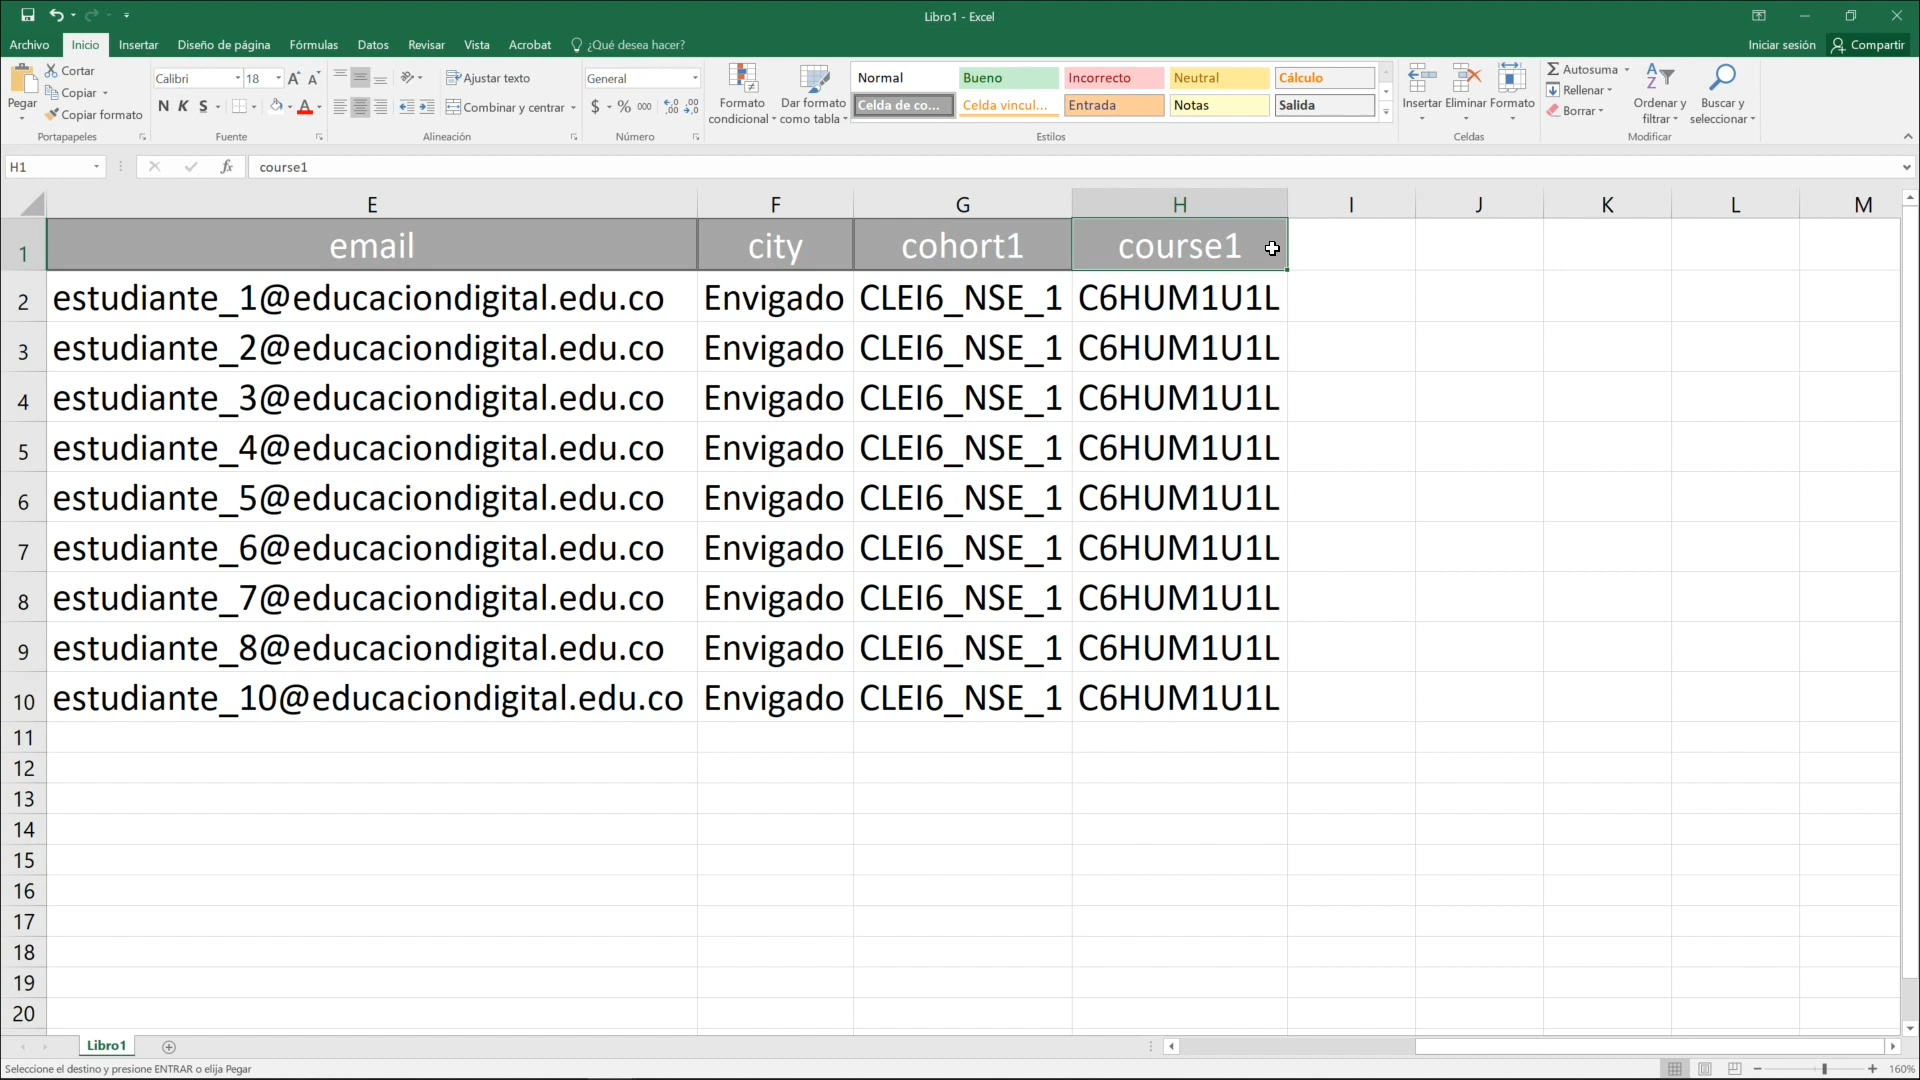 Libro1 - Excel
Archivo Inicio Insertar Diseño de página Fórmulas Datos Revisar Vista Acrobat ¿Qué desea hacer? Iniciar sesión Compartir
Pegar Cortar Copiar Copiar formato
Portapapeles
Calibri 18
N K S
Fuente
Ajustar texto
Combinar y centrar
Alineación
General
$ % 000
Número
Formato condicional Dar formato como tabla
Normal Bueno Incorrecto Neutral Cálculo
Celda de co... Celda vincul... Entrada Notas Salida
Estilos
Insertar Eliminar Formato
Celdas
Autosuma
Rellenar
Borrar
Ordenar y filtrar Buscar y seleccionar
Modificar
H1 fx course1
E F G H I J K L M
1 email city cohort1 course1
2 estudiante_1@educaciondigital.edu.co Envigado CLEI6_NSE_1 C6HUM1U1L
3 estudiante_2@educaciondigital.edu.co Envigado CLEI6_NSE_1 C6HUM1U1L
4 estudiante_3@educaciondigital.edu.co Envigado CLEI6_NSE_1 C6HUM1U1L
5 estudiante_4@educaciondigital.edu.co Envigado CLEI6_NSE_1 C6HUM1U1L
6 estudiante_5@educaciondigital.edu.co Envigado CLEI6_NSE_1 C6HUM1U1L
7 estudiante_6@educaciondigital.edu.co Envigado CLEI6_NSE_1 C6HUM1U1L
8 estudiante_7@educaciondigital.edu.co Envigado CLEI6_NSE_1 C6HUM1U1L
9 estudiante_8@educaciondigital.edu.co Envigado CLEI6_NSE_1 C6HUM1U1L
10 estudiante_10@educaciondigital.edu.co Envigado CLEI6_NSE_1 C6HUM1U1L
11
12
13
14
15
16
17
18
19
20
Libro1
Seleccione el destino y presione ENTRAR o elija Pegar 160%